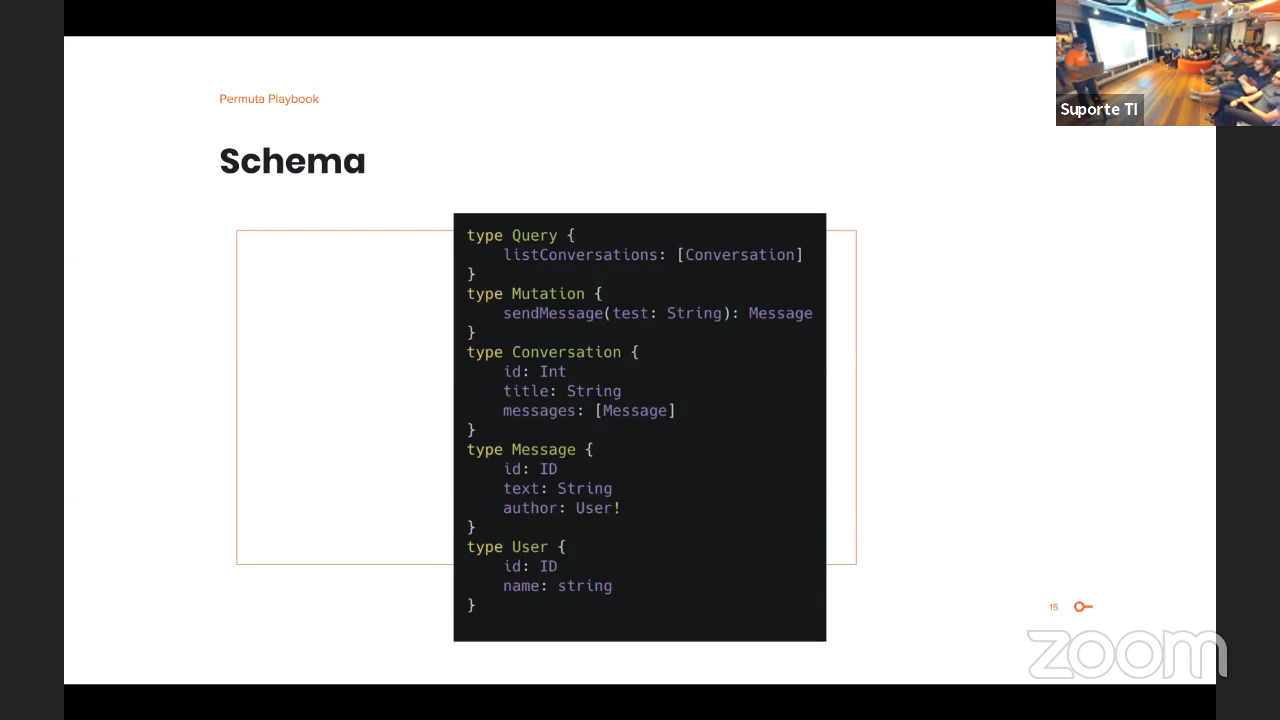 Permuta Playbook
Schema
type Query {
listConversations: [Conversation]
}
type Mutation {
sendMessage(test: String): Message
}
type Conversation {
id: Int
title: String
messages: [Message]
}
type Message {
id: ID
text: String
author: User!
}
type User {
id: ID
name: string
}
15
Suporte TI
zoom